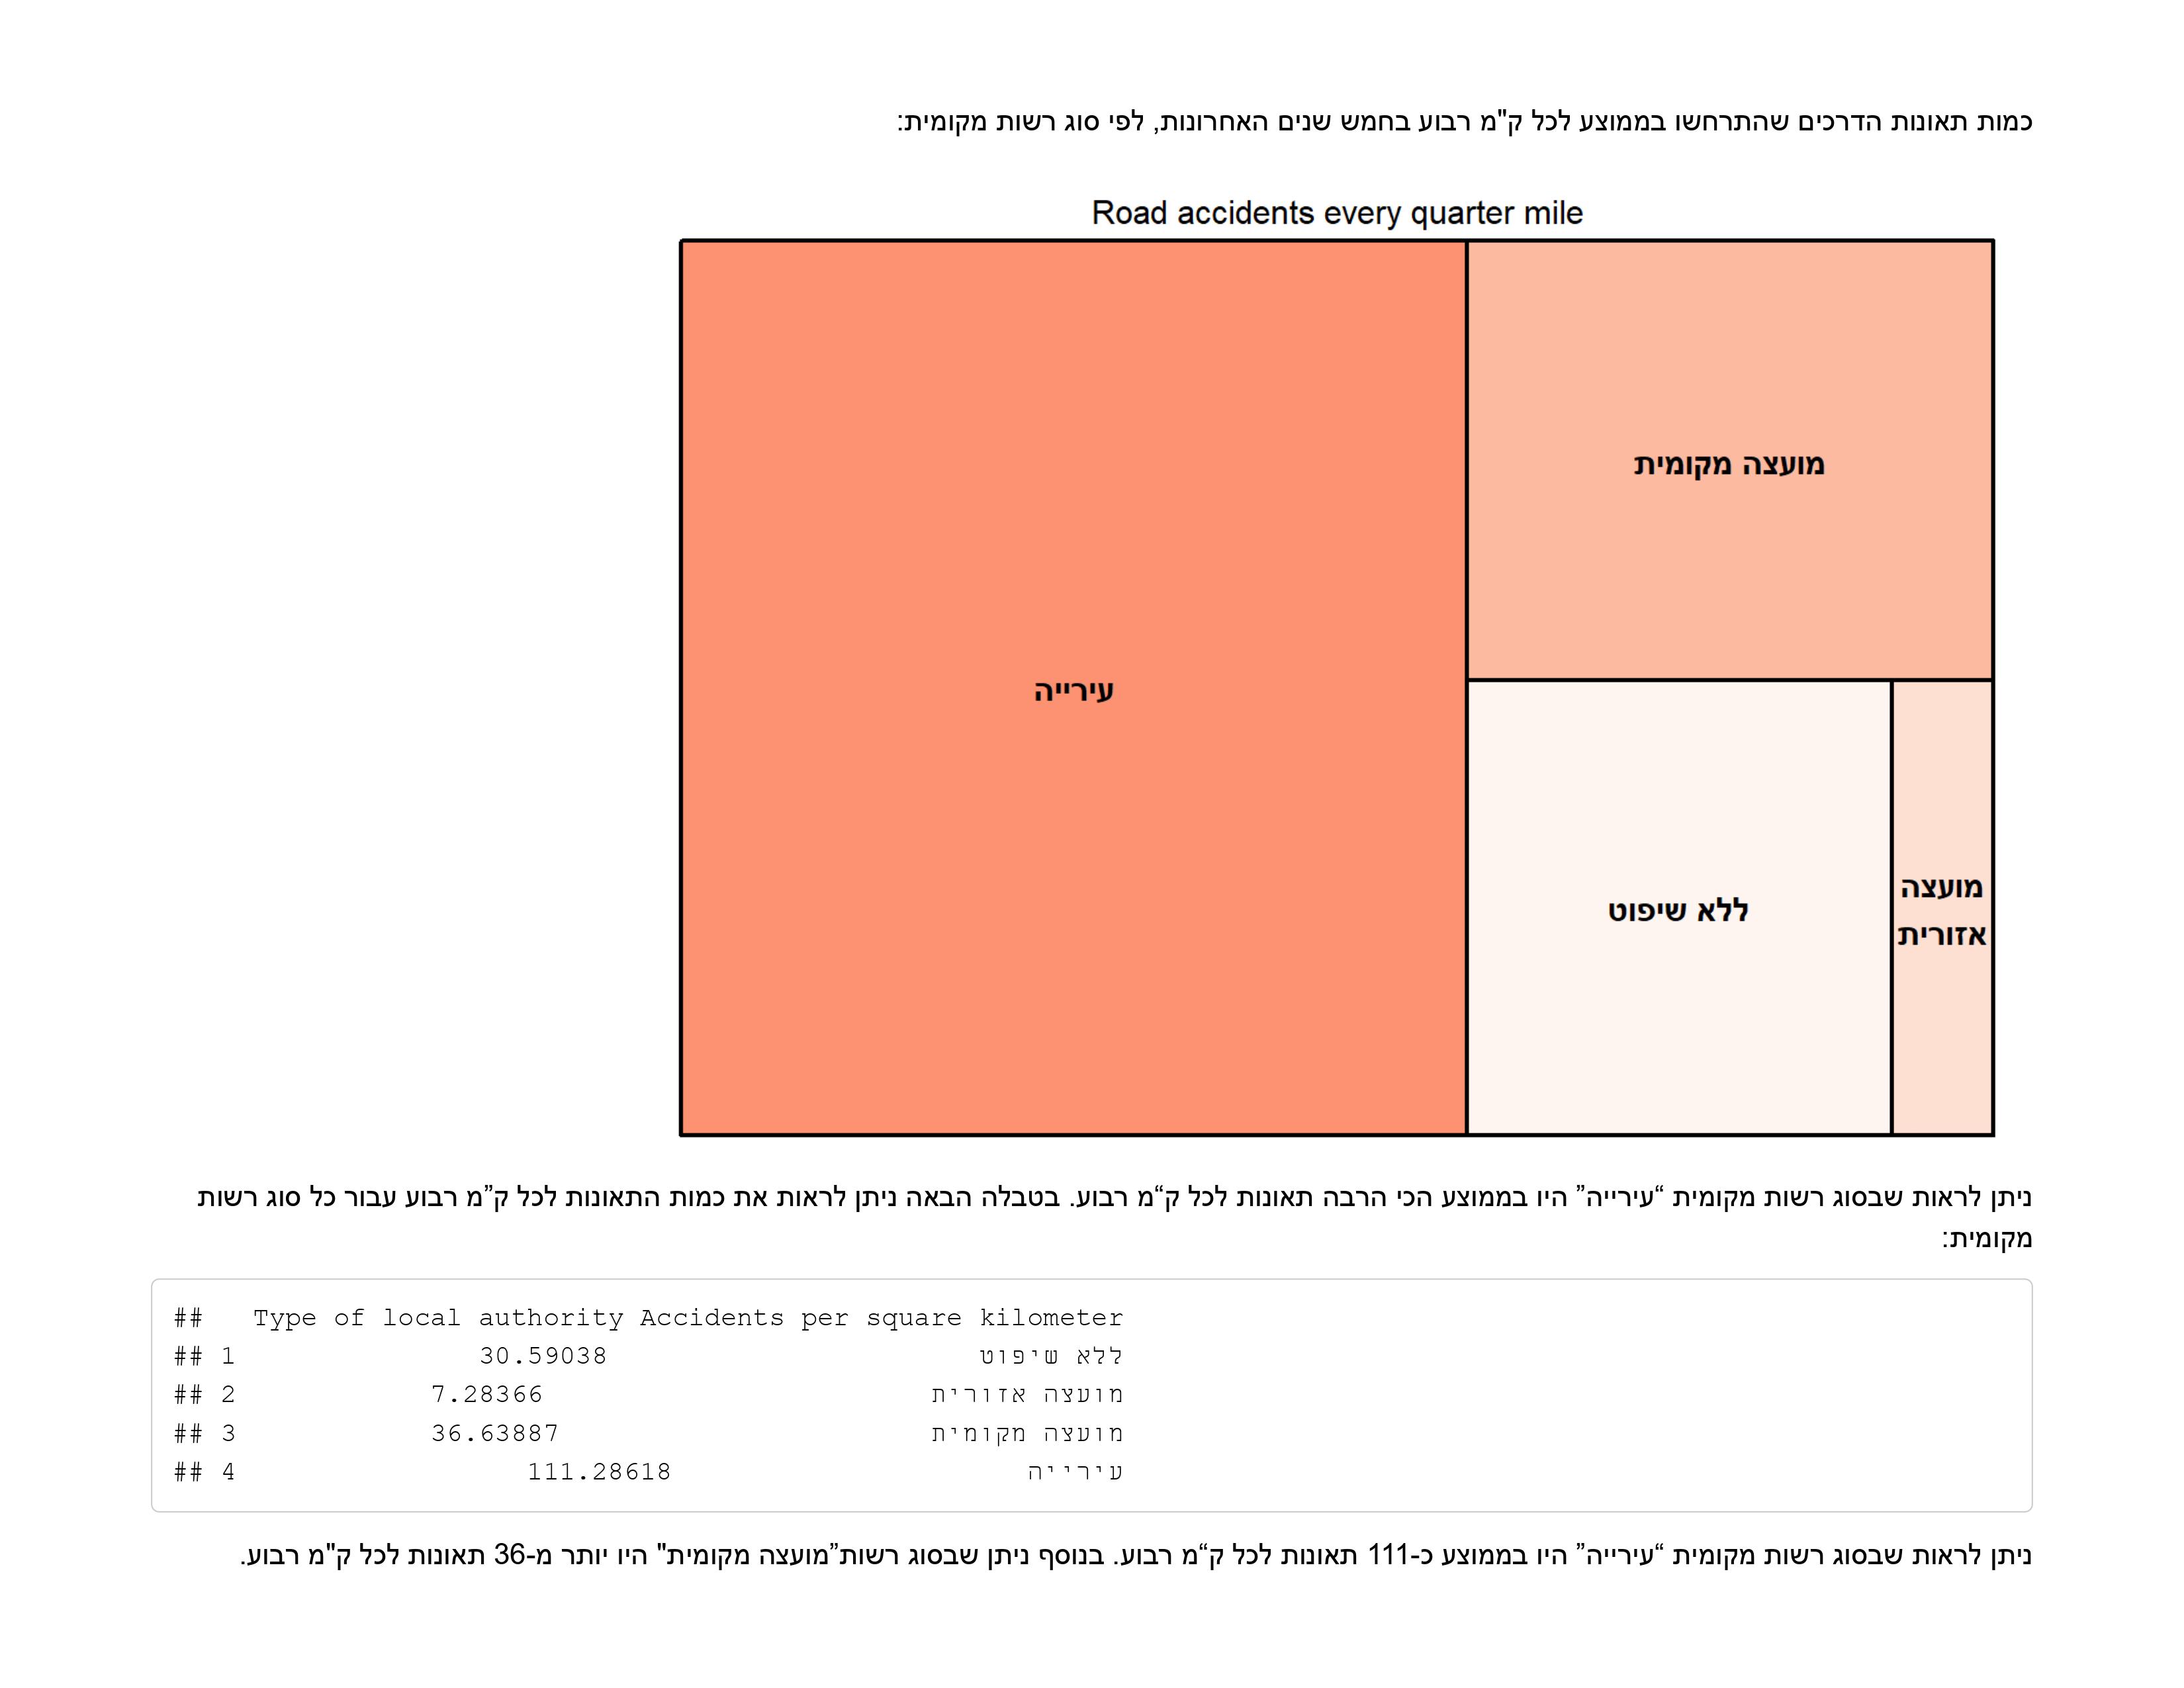 כמות תאונות הדרכים שהתרחשו בממוצע לכל ק"מ רבוע בחמש שנים האחרונות, לפי סוג רשות מקומית:
Road accidents every quarter mile
עירייה
מועצה מקומית
ללא שיפוט
מועצה
אזורית
ניתן לראות שבסוג רשות מקומית “עירייה” היו בממוצע הכי הרבה תאונות לכל ק“מ רבוע. בטבלה הבאה ניתן לראות את כמות התאונות לכל ק”מ רבוע עבור כל סוג רשות
מקומית:
##   Type of local authority Accidents per square kilometer
## 1               ללא שיפוט                       30.59038
## 2            מועצה אזורית                        7.28366
## 3            מועצה מקומית                       36.63887
## 4                  עירייה                      111.28618
ניתן לראות שבסוג רשות מקומית “עירייה” היו בממוצע כ-111 תאונות לכל ק“מ רבוע. בנוסף ניתן שבסוג רשות”מועצה מקומית" היו יותר מ-36 תאונות לכל ק"מ רבוע.